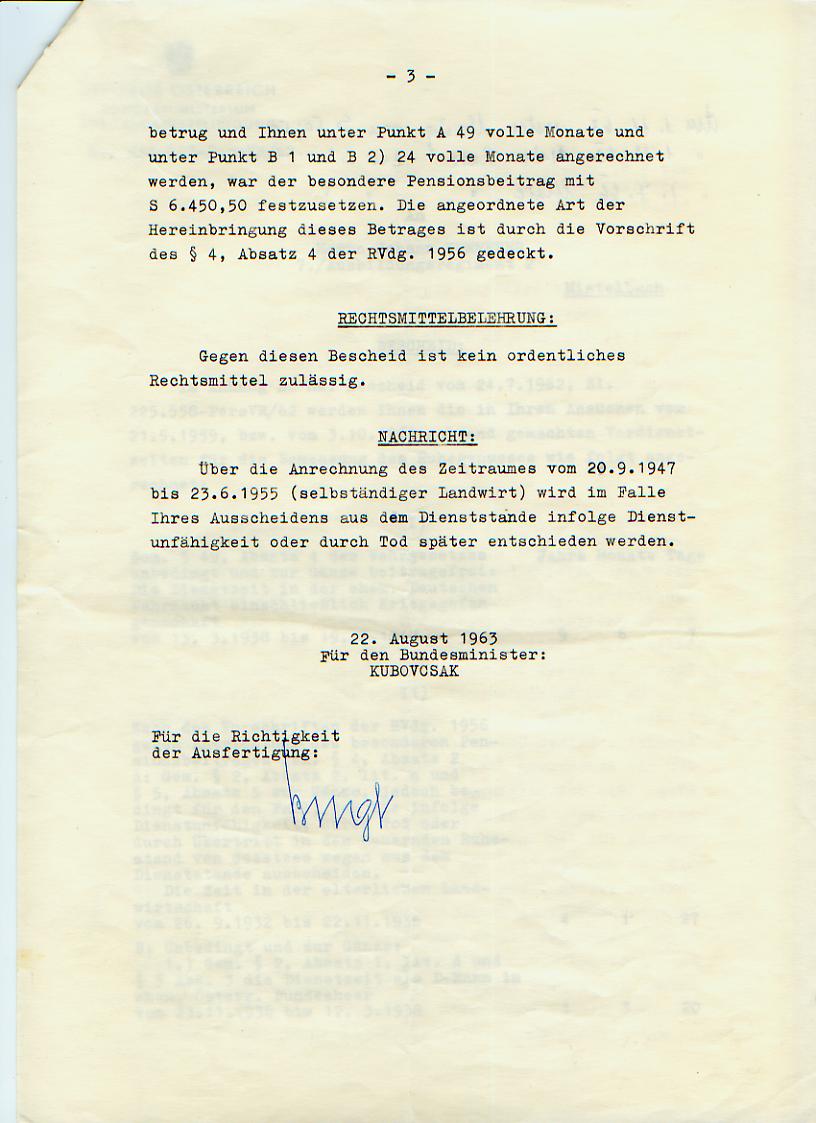 - 3 -
betrug und Ihnen unter Punkt A 49 volle Monate und
unter Punkt B 1 und B 2) 24 volle Monate angerechnet
werden, war der besondere Pensionsbeitrag mit
S 6.450,50 festzusetzen. Die angeordnete Art der
Hereinbringung dieses Betrages ist durch die Vorschrift
des § 4, Absatz 4 der RVdg. 1956 gedeckt.
RECHTSMITTELBELEHRUNG:
Gegen diesen Bescheid ist kein ordentliches
Rechtsmittel zulässig.
NACHRICHT:
Über die Anrechnung des Zeitraumes vom 20.9.1947
bis 23.6.1955 (selbständiger Landwirt) wird im Falle
Ihres Ausscheidens aus dem Dienststande infolge Dienst-
unfähigkeit oder durch Tod später entschieden werden.
22. August 1963
Für den Bundesminister:
KUBOVCSAK
Für die Richtigkeit
der Ausfertigung: